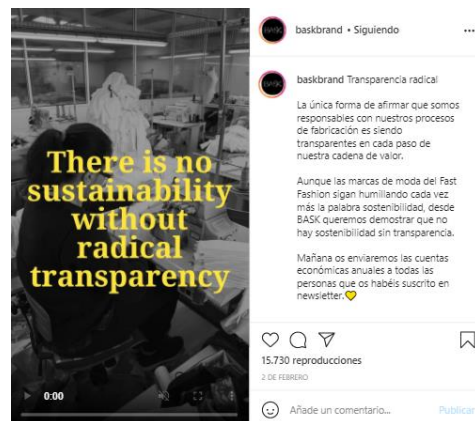 There is no
sustainability
without
radical
transparency
0:00
BASK
baskbrand • Siguiendo
BASK
baskbrand Transparencia radical
La única forma de afirmar que somos
responsables con nuestros procesos
de fabricación es siendo
transparentes en cada paso de
nuestra cadena de valor.
Aunque las marcas de moda del Fast
Fashion sigan humillando cada vez
más la palabra sostenibilidad, desde
BASK queremos demostrar que no
hay sostenibilidad sin transparencia.
Mañana os enviaremos las cuentas
económicas anuales a todas las
personas que os habéis suscrito en
newsletter.💛
15.730 reproducciones
2 DE FEBRERO
Añade un comentario...
Publicar